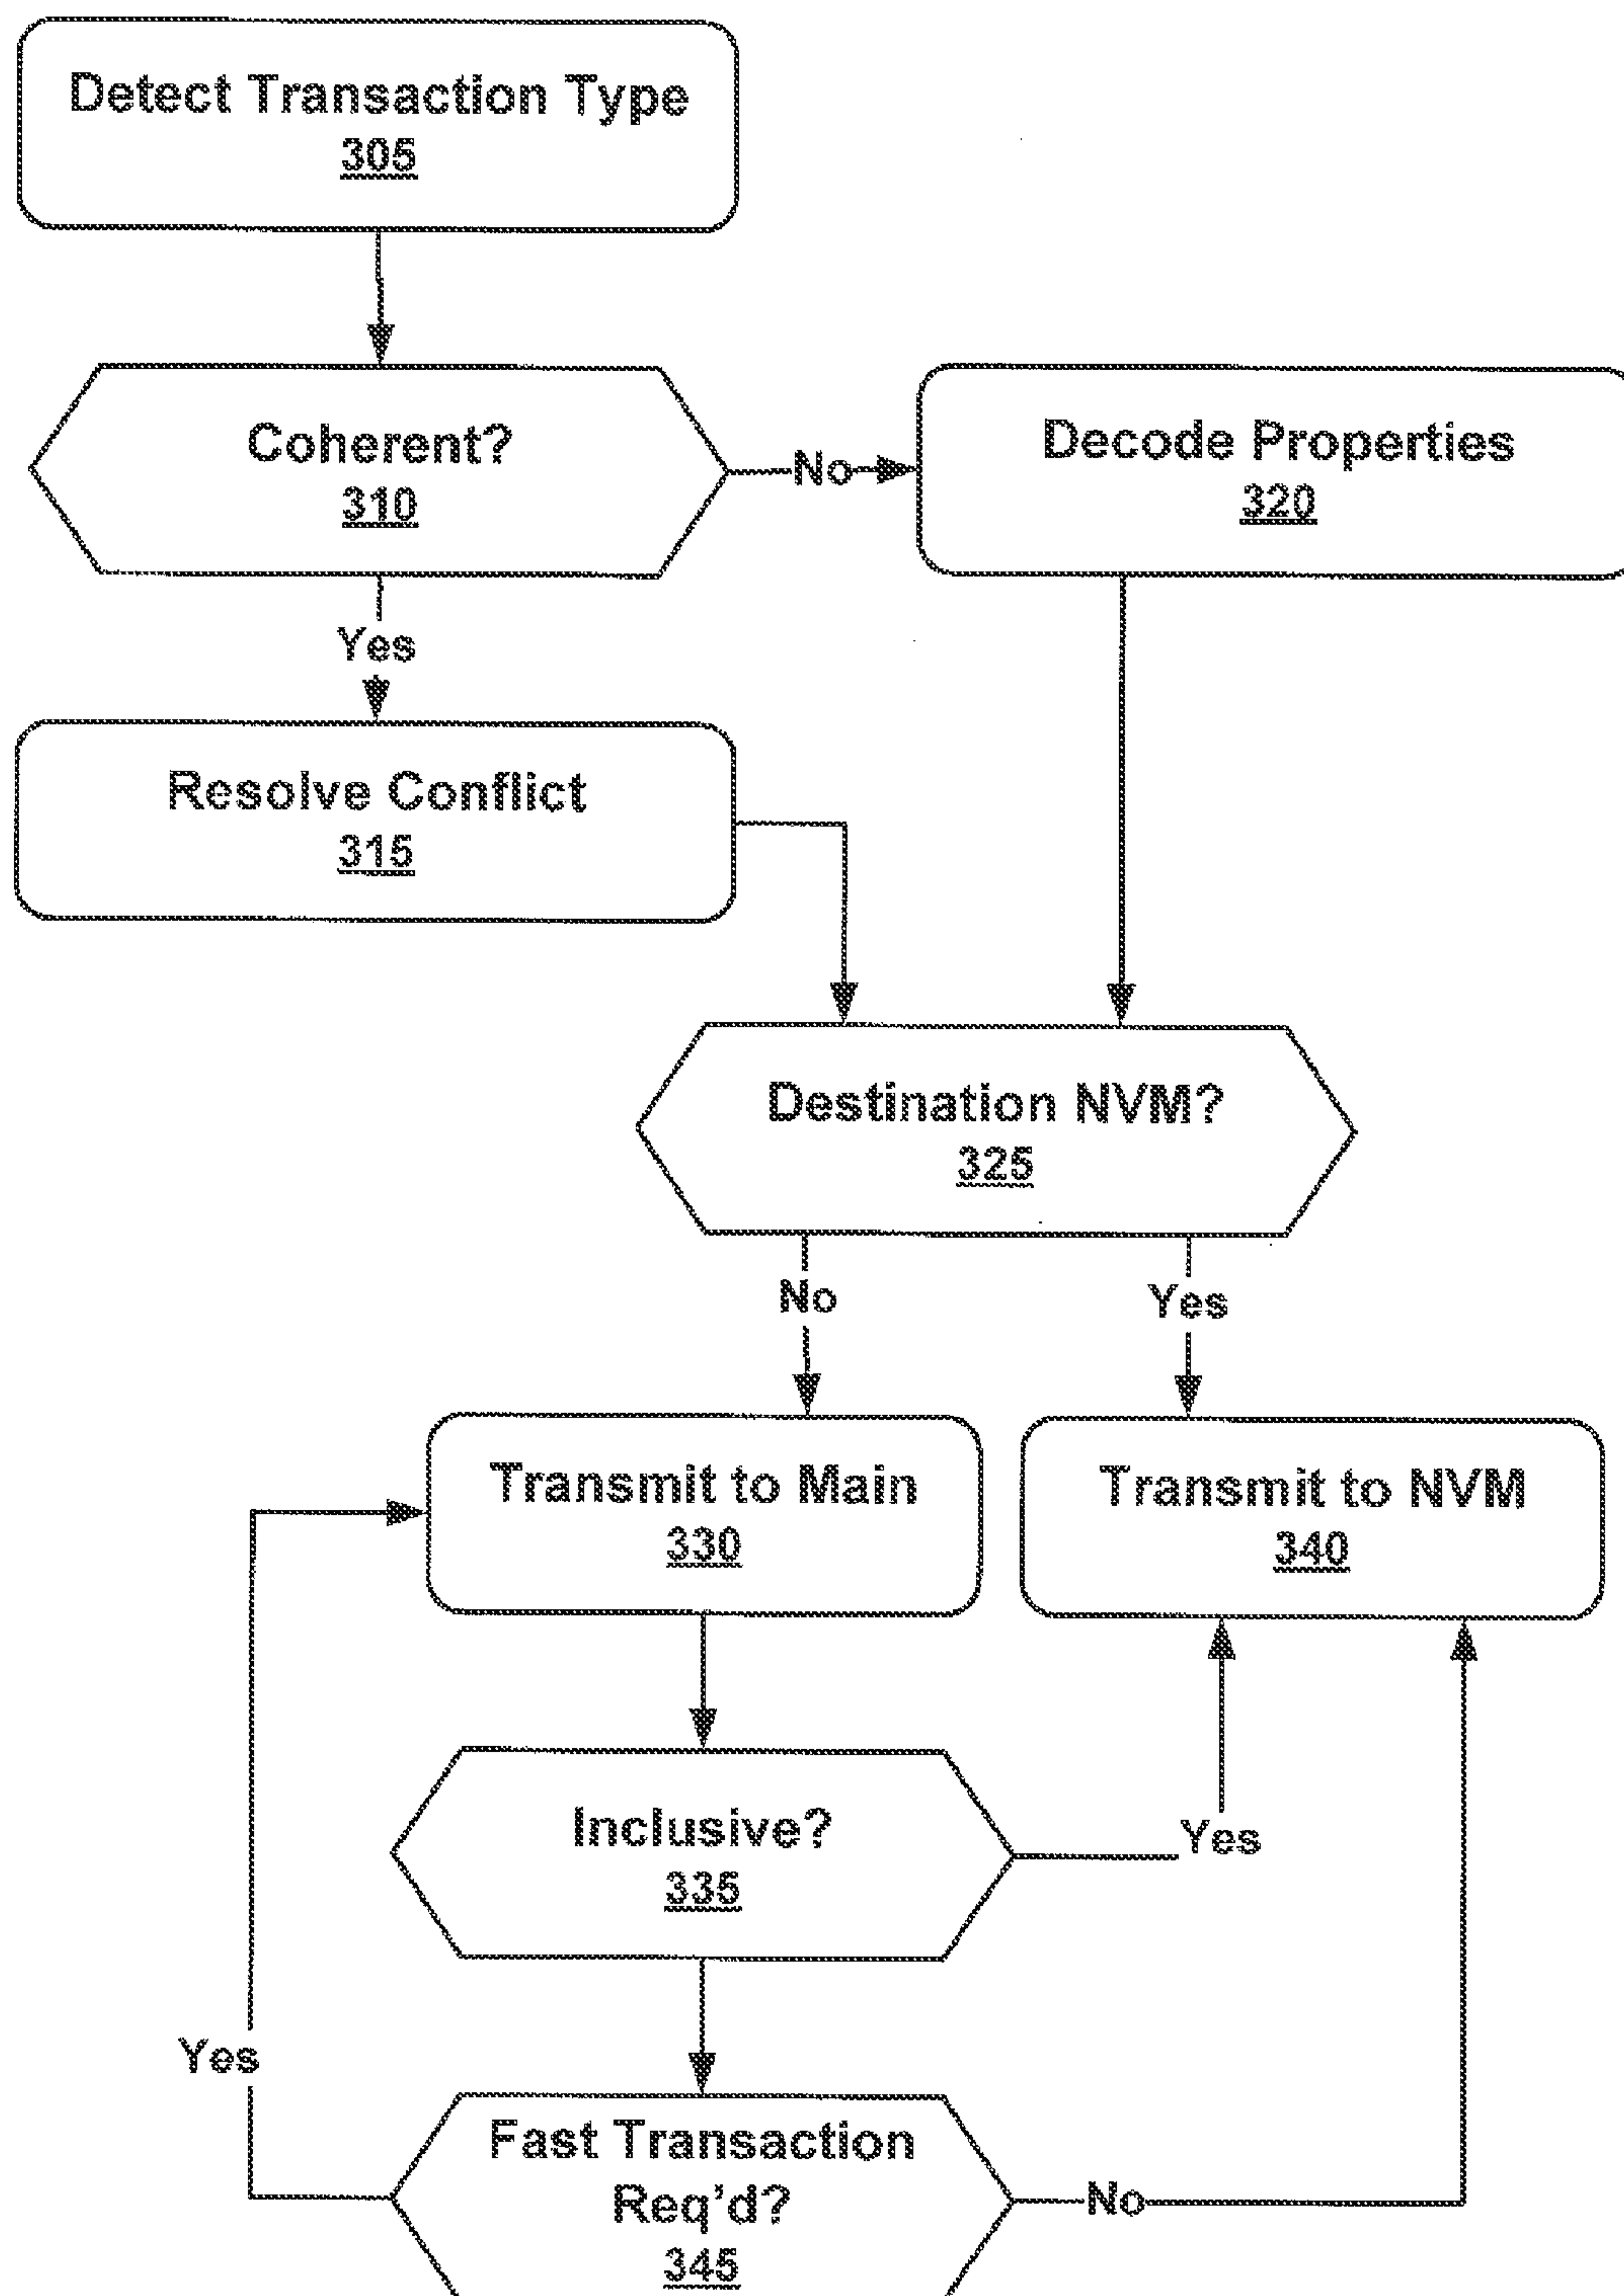 Detect Transaction Type
305
Coherent?
310
No
Decode Properties
320
Yes
Resolve Conflict
315
Destination NVM?
325
No
Yes
Transmit to Main
330
Transmit to NVM
340
Inclusive?
335
Yes
Yes
Fast Transaction
Req'd?
345
No